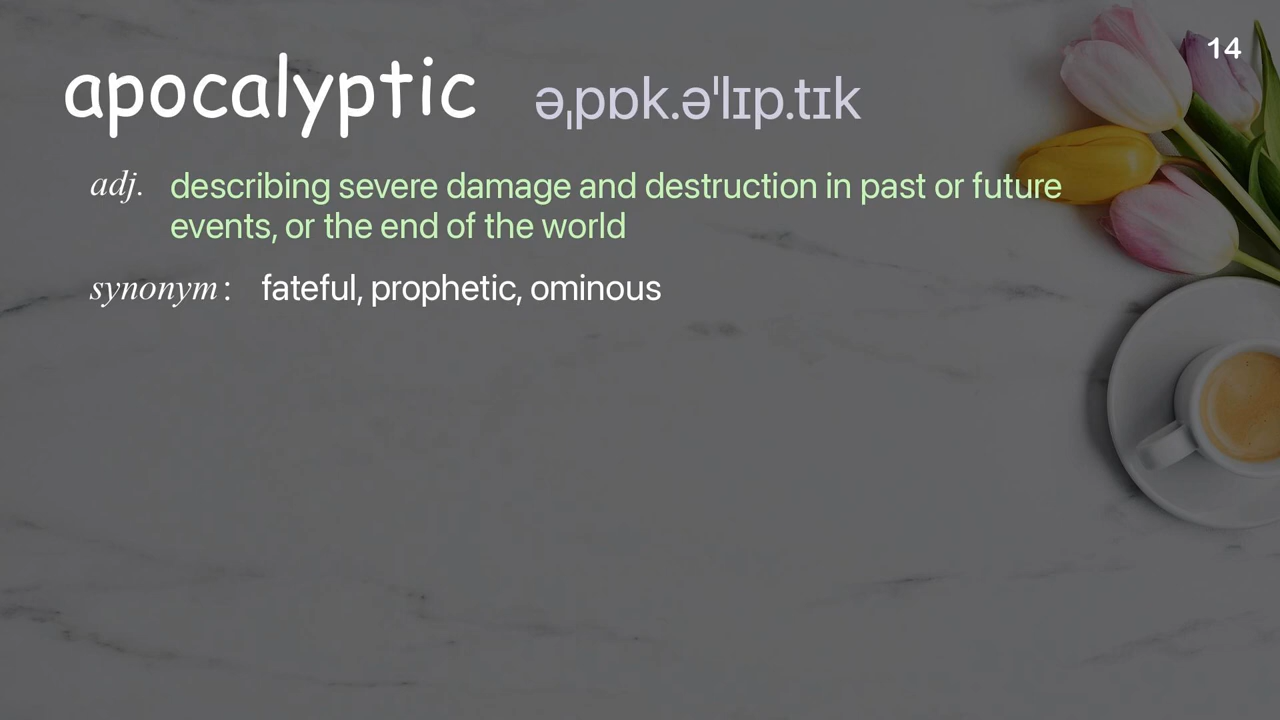 14
apocalyptic əˌpɒk.əˈlɪp.tɪk
adj. describing severe damage and destruction in past or future
events, or the end of the world
synonym : fateful, prophetic, ominous